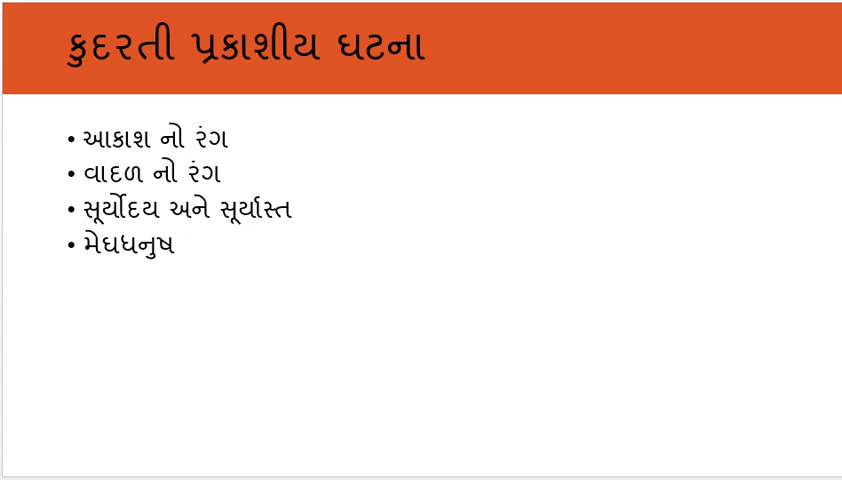 કુદરતી પ્રકાશીય ઘટના
• આકાશ નો રંગ
• વાદળ નો રંગ
• સૂર્યોદય અને સૂર્યાસ્ત
• મેઘધનુષ